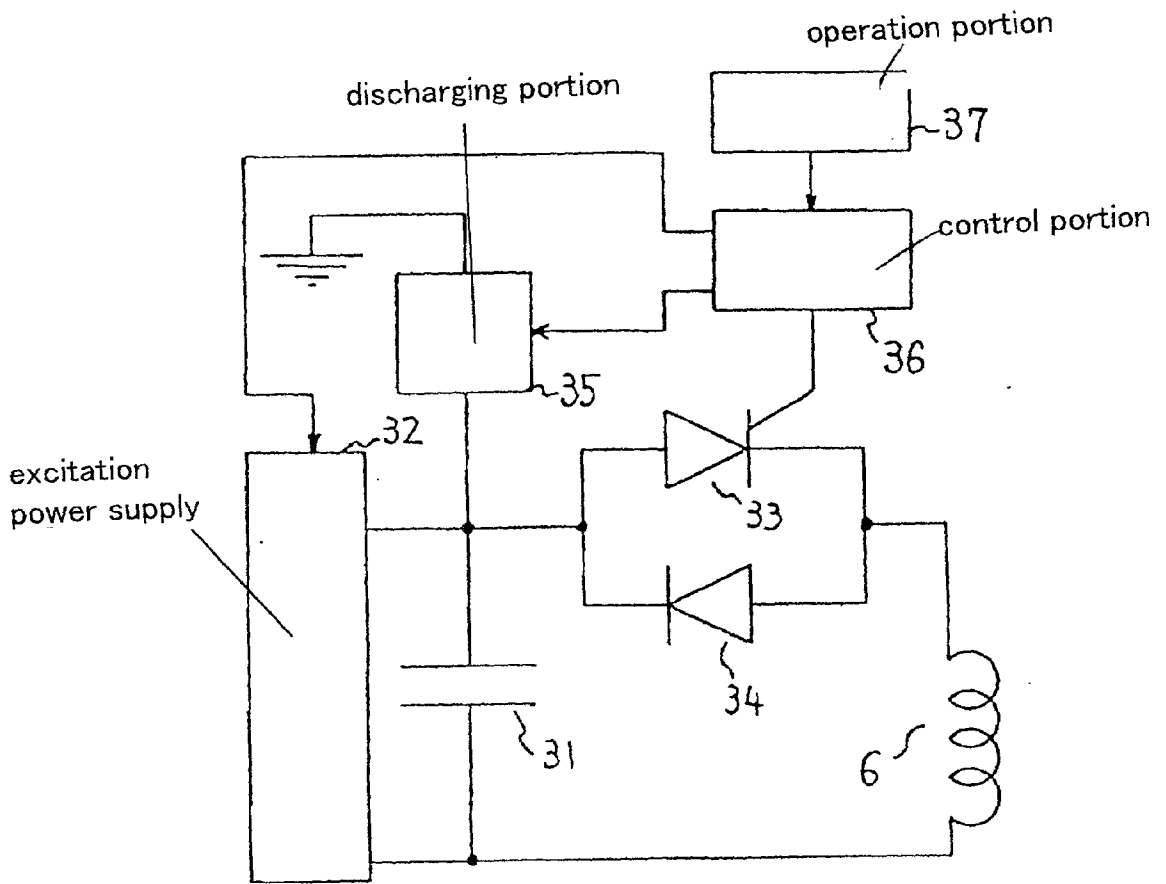 operation portion
discharging portion
37
control portion
36
35
32
excitation
power supply
33
34
31
6